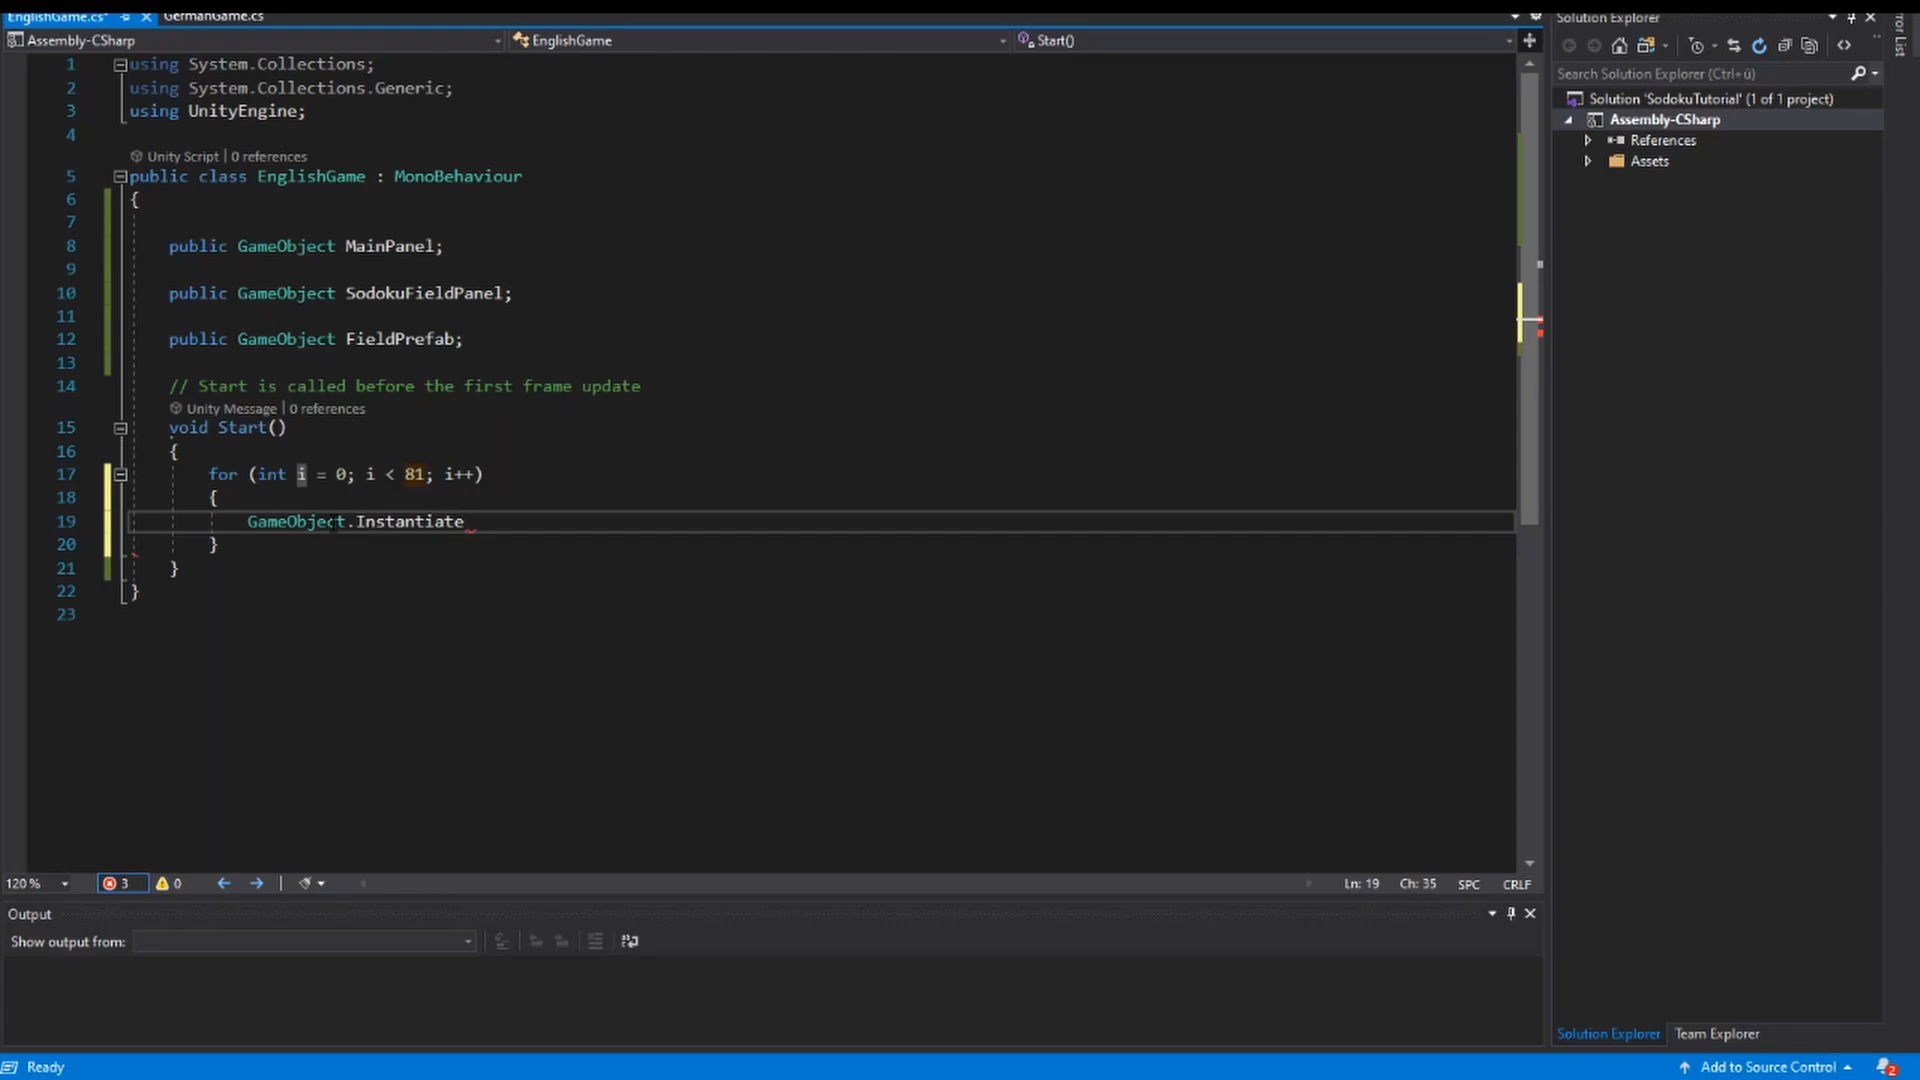 EnglishGame.cs* GermanGame.cs
Assembly-CSharp EnglishGame Start()
1 using System.Collections;
2 using System.Collections.Generic;
3 using UnityEngine;
4
Unity Script | 0 references
5 public class EnglishGame : MonoBehaviour
6 {
7
8 public GameObject MainPanel;
9
10 public GameObject SodokuFieldPanel;
11
12 public GameObject FieldPrefab;
13
14 // Start is called before the first frame update
Unity Message | 0 references
15 void Start()
16 {
17 for (int i = 0; i < 81; i++)
18 {
19 GameObject.Instantiate
20 }
21 }
22 }
23
120 % 3 0 Ln: 19 Ch: 35 SPC CRLF
Output
Show output from:
Solution Explorer
Search Solution Explorer (Ctrl+ü)
Solution 'SodokuTutorial' (1 of 1 project)
Assembly-CSharp
References
Assets
Solution Explorer Team Explorer
Error List
Ready Add to Source Control 2